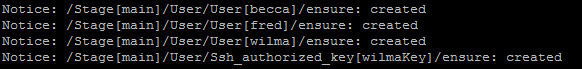 Notice: /Stage[main]/User/User[becca]/ensure: created
Notice: /Stage[main]/User/User[fred]/ensure: created
Notice: /Stage[main]/User/User[wilma]/ensure: created
Notice: /Stage[main]/User/Ssh_authorized_key[wilmaKey]/ensure: created